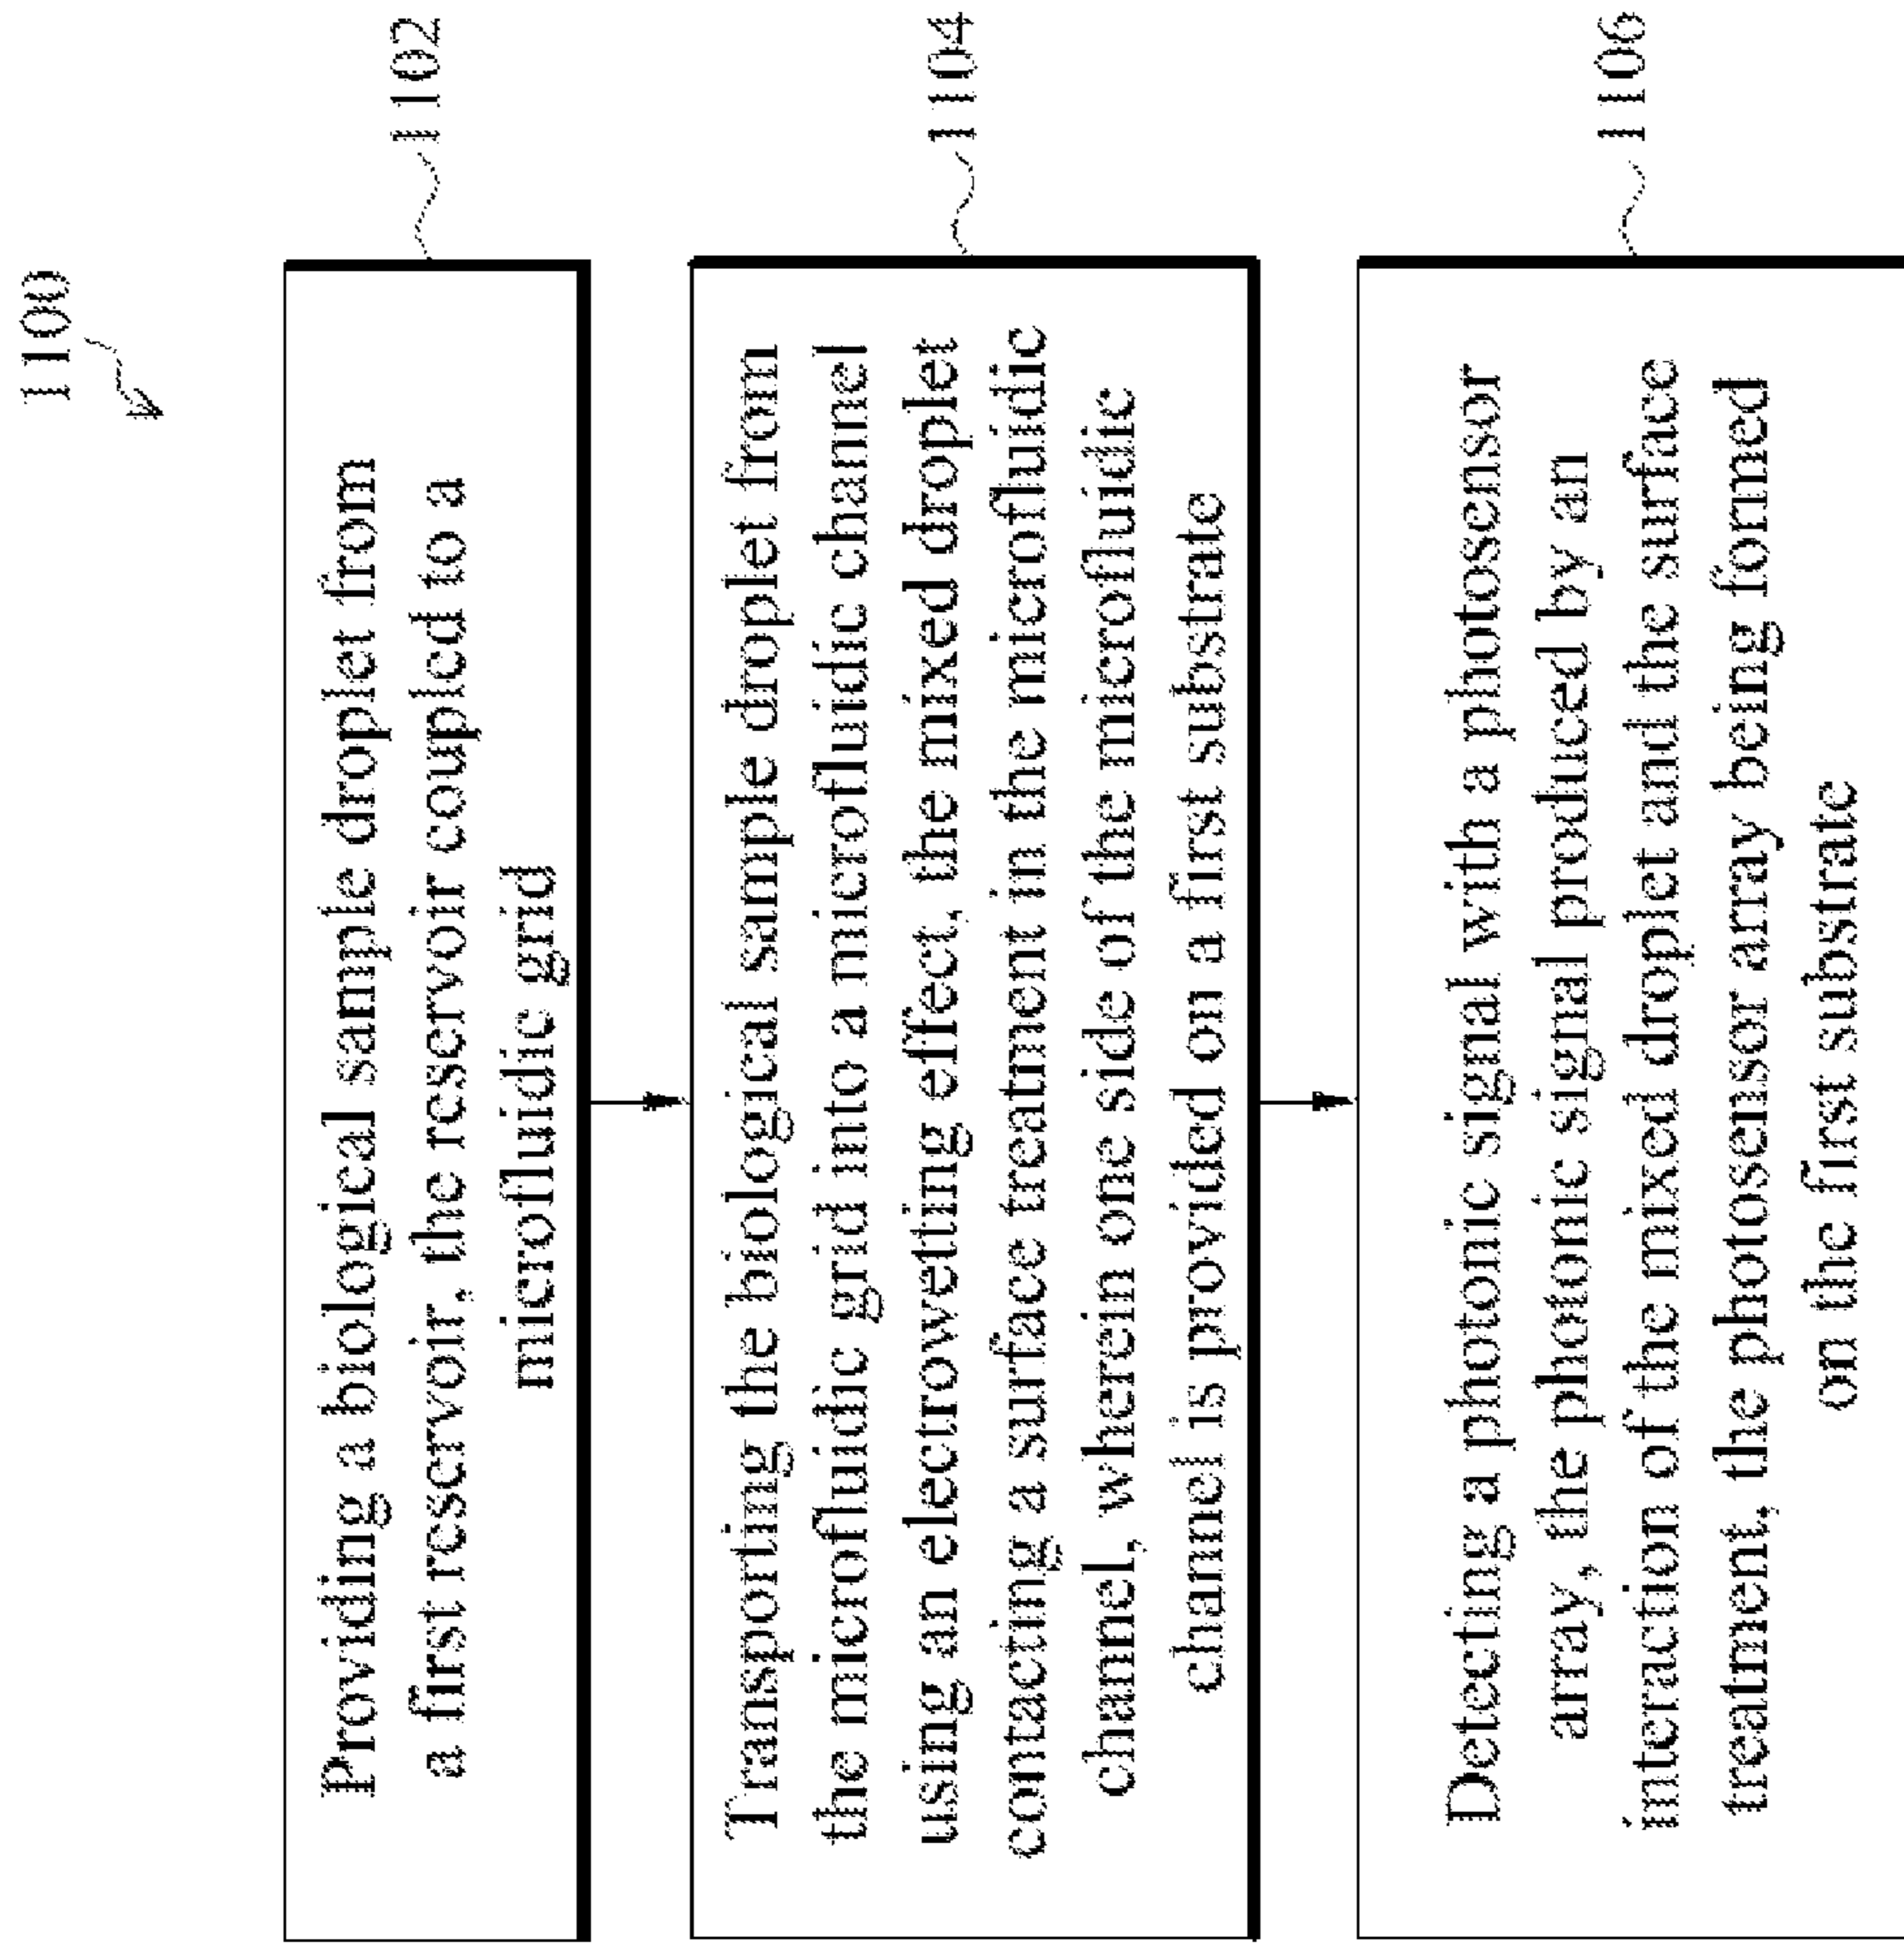 1100
Providing a biological sample droplet from
a first reservoir, the reservoir coupled to a
microfluidic grid
1102
Transporting the biological sample droplet from
the microfluidic grid into a microfluidic channel
using an electrowetting effect, the mixed droplet
contacting a surface treatment in the microfluidic
channel, wherein one side of the microfluidic
channel is provided on a first substrate
1104
Detecting a photonic signal with a photosensor
array, the photonic signal produced by an
interaction of the mixed droplet and the surface
treatment, the photosensor array being formed
on the first substrate
1106